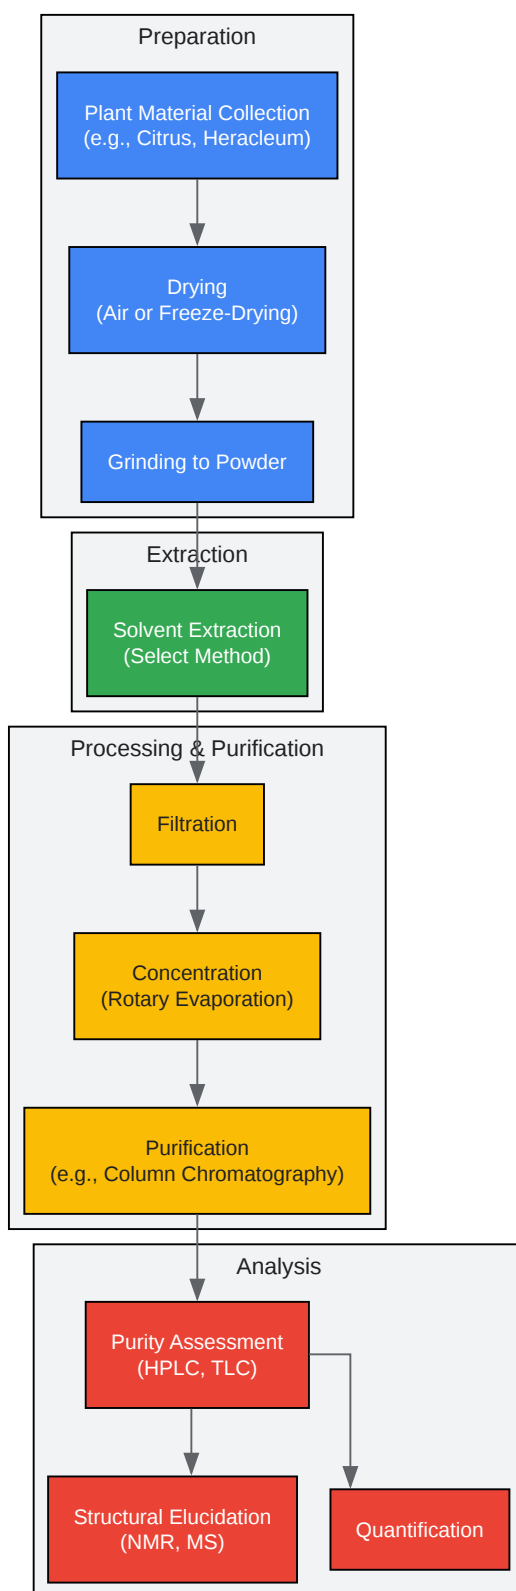 Preparation
Plant Material Collection
(e.g., Citrus, Heracleum)
Drying
(Air or Freeze-Drying)
Grinding to Powder
Extraction
Solvent Extraction
(Select Method)
Processing & Purification
Filtration
Concentration
(Rotary Evaporation)
Purification
(e.g., Column Chromatography)
Analysis
Purity Assessment
(HPLC, TLC)
Structural Elucidation
(NMR, MS)
Quantification